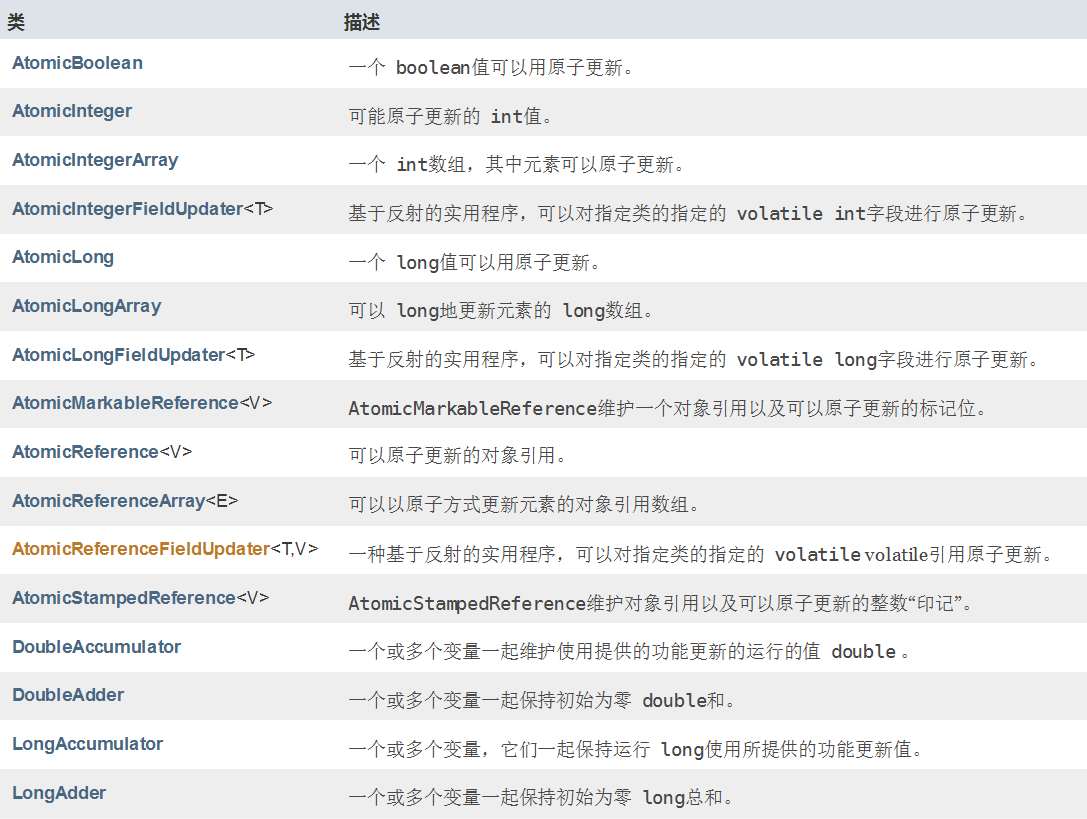 类 描述
AtomicBoolean 一个 boolean值可以用原子更新。
AtomicInteger 可能原子更新的 int值。
AtomicIntegerArray 一个 int数组，其中元素可以原子更新。
AtomicIntegerFieldUpdater<T> 基于反射的实用程序，可以对指定类的指定的 volatile int字段进行原子更新。
AtomicLong 一个 long值可以用原子更新。
AtomicLongArray 可以 long地更新元素的 long数组。
AtomicLongFieldUpdater<T> 基于反射的实用程序，可以对指定类的指定的 volatile long字段进行原子更新。
AtomicMarkableReference<V> AtomicMarkableReference维护一个对象引用以及可以原子更新的标记位。
AtomicReference<V> 可以原子更新的对象引用。
AtomicReferenceArray<E> 可以以原子方式更新元素的对象引用数组。
AtomicReferenceFieldUpdater<T,V> 一种基于反射的实用程序，可以对指定类的指定的 volatile volatile引用原子更新。
AtomicStampedReference<V> AtomicStampedReference维护对象引用以及可以原子更新的整数“印记”。
DoubleAccumulator 一个或多个变量一起维护使用提供的功能更新的运行的值 double 。
DoubleAdder 一个或多个变量一起保持初始为零 double和。
LongAccumulator 一个或多个变量，它们一起保持运行 long使用所提供的功能更新值。
LongAdder 一个或多个变量一起保持初始为零 long总和。